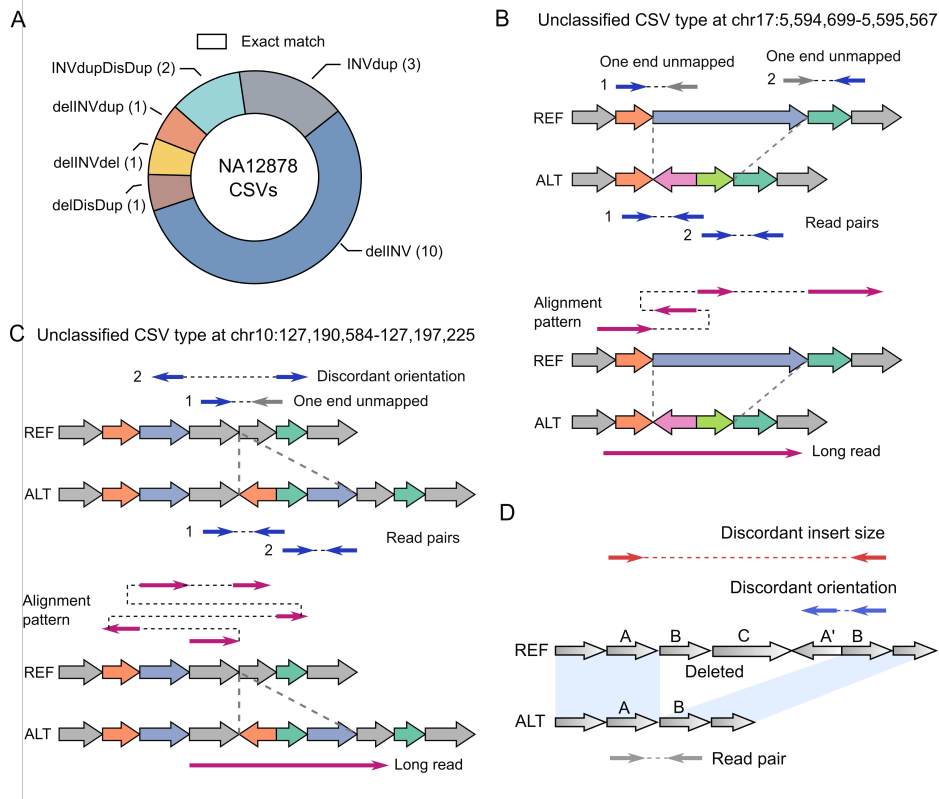 A
Exact match
INVdupDisDup (2)
INVdup (3)
delINVdup (1)
delINVdel (1)
delDisDup (1)
NA12878
CSVs
delINV (10)
B
Unclassified CSV type at chr17:5,594,699-5,595,567
One end unmapped
One end unmapped
1
2
REF
ALT
1
2
Read pairs
Alignment
pattern
REF
ALT
Long read
C
Unclassified CSV type at chr10:127,190,584-127,197,225
2
Discordant orientation
1
One end unmapped
REF
ALT
1
2
Read pairs
Alignment
pattern
REF
ALT
Long read
D
Discordant insert size
Discordant orientation
REF
A
B
C
A'
B
Deleted
ALT
A
B
Read pair